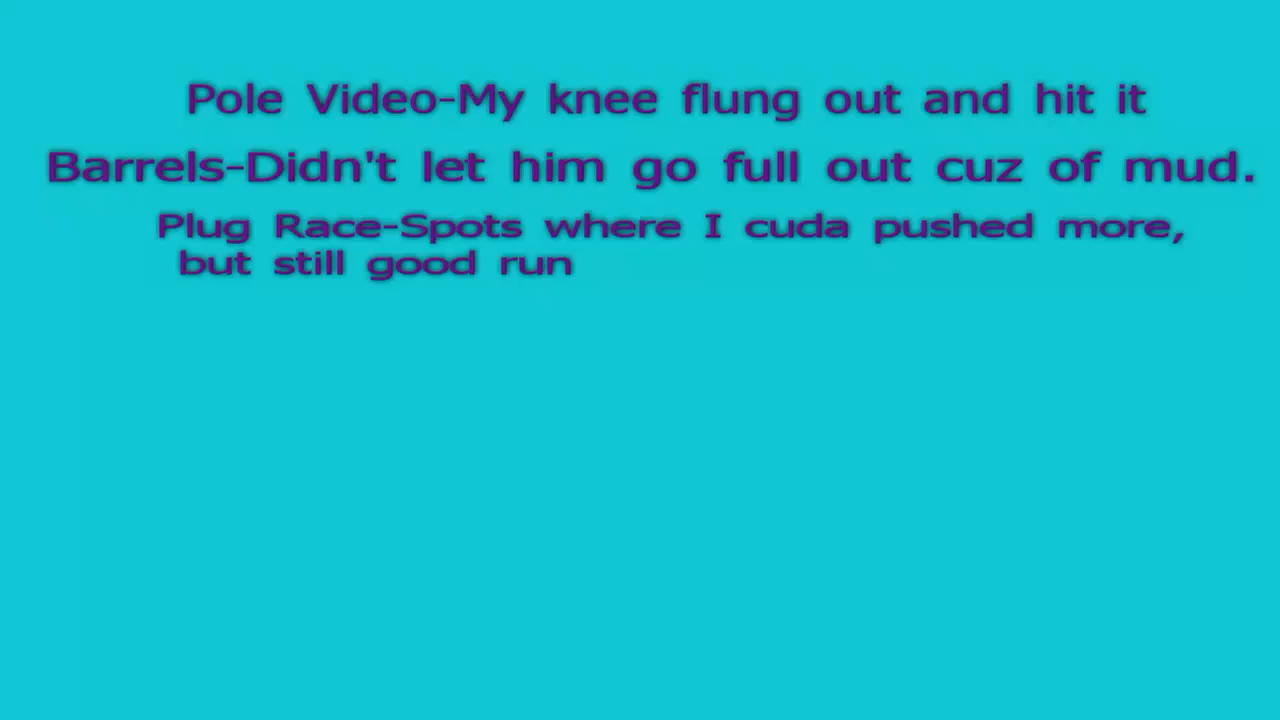 Pole Video-My knee flung out and hit it
Barrels-Didn't let him go full out cuz of mud.
Plug Race-Spots where I cuda pushed more,
but still good run